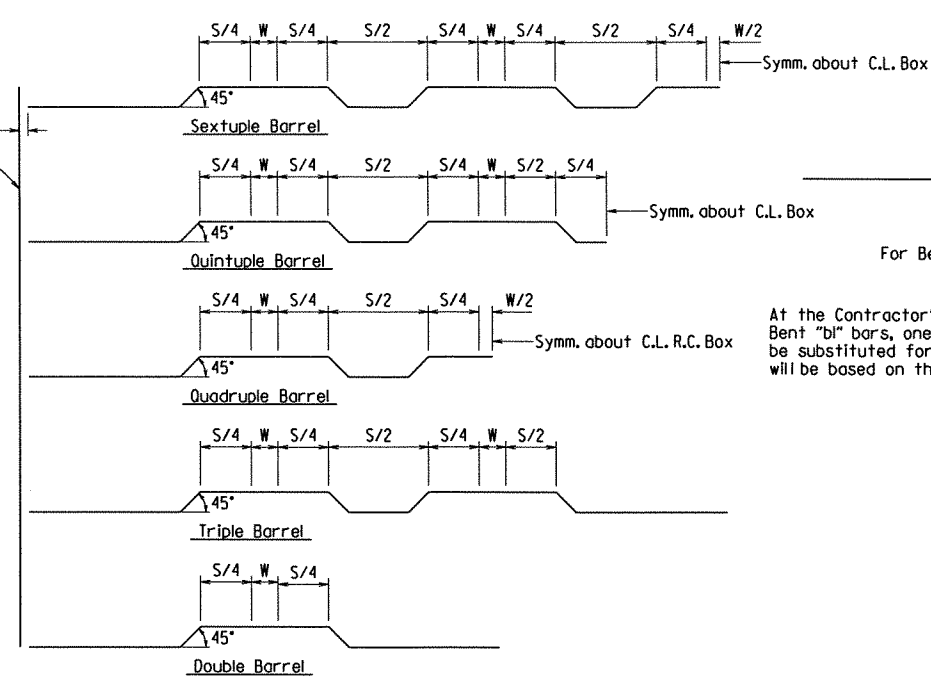 S/4 W S/4 S/2 S/4 W S/4 S/2 S/4 W/2
Symm. about C.L. Box
45°
Sextuple Barrel
S/4 W S/4 S/2 S/4 W S/2 S/4
Symm. about C.L. Box
45°
Quintuple Barrel
For Be
S/4 W S/4 S/2 S/4 W/2
Symm. about C.L. R.C. Box
45°
Quadruple Barrel
At the Contractor'
Bent "bl" bars, one
be substituted for
will be based on th
S/4 W S/4 S/2 S/4 W S/2
45°
Triple Barrel
S/4 W S/4
45°
Double Barrel